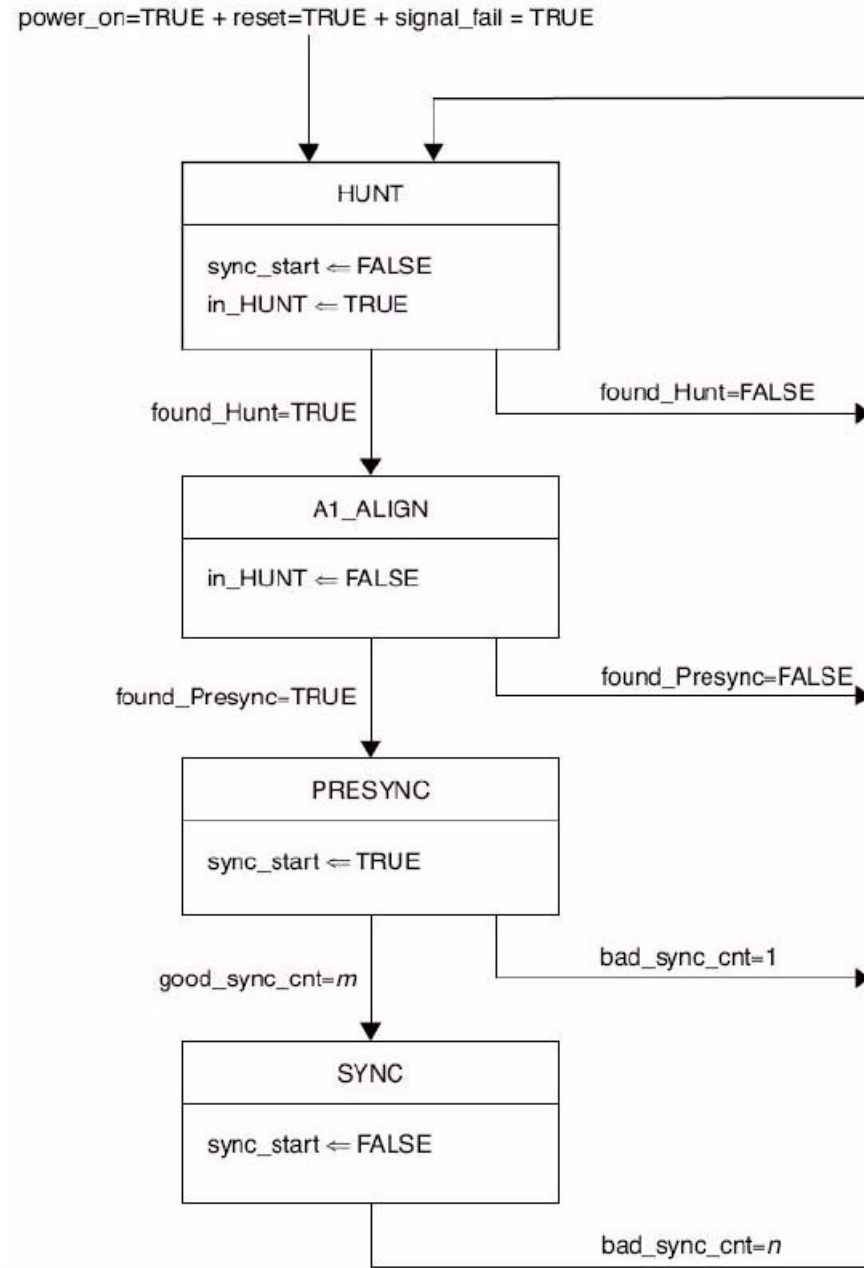 power_on=TRUE + reset=TRUE + signal_fail = TRUE
HUNT
sync_start ⇐ FALSE
in_HUNT ⇐ TRUE
found_Hunt=TRUE
found_Hunt=FALSE
A1_ALIGN
in_HUNT ⇐ FALSE
found_Presync=TRUE
found_Presync=FALSE
PRESYNC
sync_start ⇐ TRUE
good_sync_cnt=m
bad_sync_cnt=1
SYNC
sync_start ⇐ FALSE
bad_sync_cnt=n